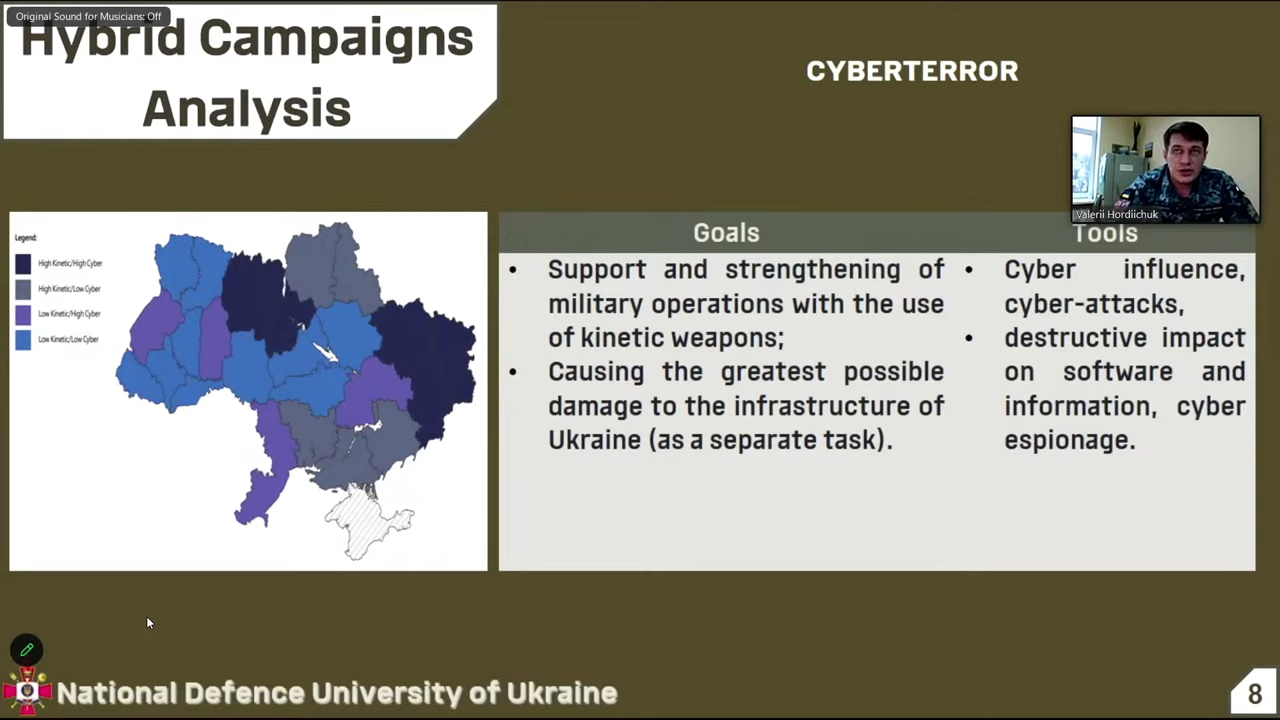 Original Sound for Musicians: Off
Hybrid Campaigns
Analysis
CYBERTERROR
Valerii Hordiichuk
Legend:
High Kinetic/High Cyber
High Kinetic/Low Cyber
Low Kinetic/High Cyber
Low Kinetic/Low Cyber
Goals
• Support and strengthening of
military operations with the use
of kinetic weapons;
• Causing the greatest possible
damage to the infrastructure of
Ukraine (as a separate task).
Tools
• Cyber influence,
cyber-attacks,
• destructive impact
on software and
information, cyber
espionage.
National Defence University of Ukraine
8